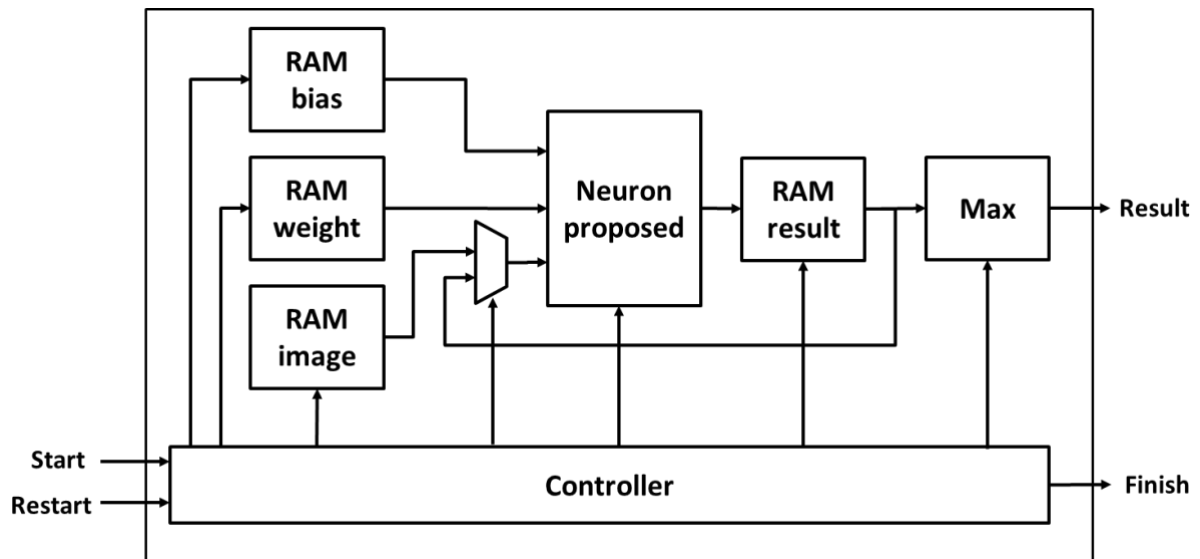 RAM
bias
RAM
weight
RAM
image
Neuron
proposed
RAM
result
Max
Result
Start
Restart
Controller
Finish